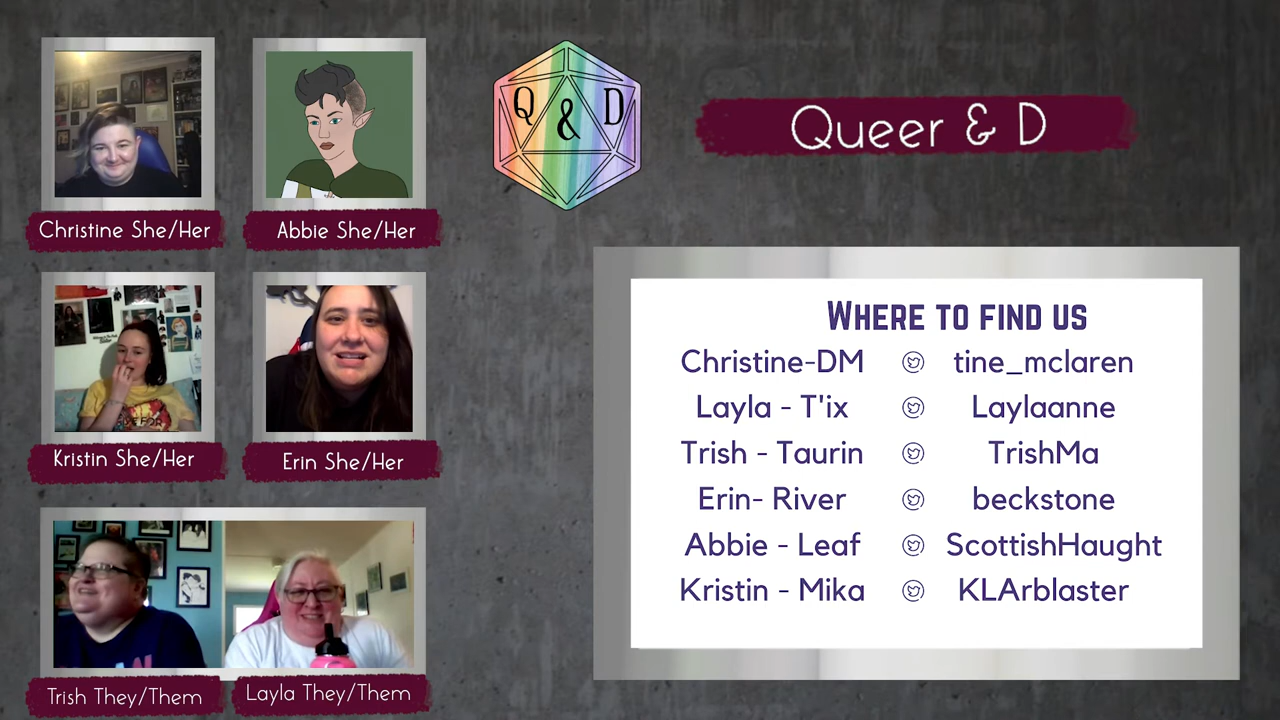 Q & D
Queer & D
Christine She/Her
Abbie She/Her
Kristin She/Her
Erin She/Her
Trish They/Them
Layla They/Them
WHERE TO FIND US
Christine-DM tine_mclaren
Layla - T'ix Laylaanne
Trish - Taurin TrishMa
Erin- River beckstone
Abbie - Leaf ScottishHaught
Kristin - Mika KLArblaster